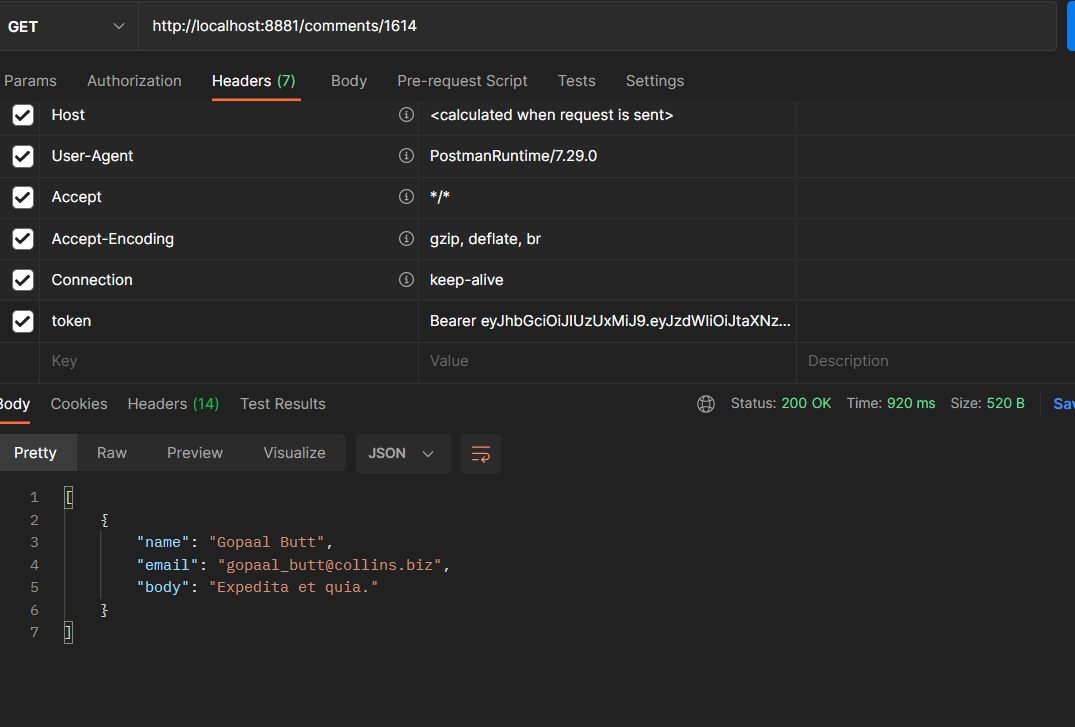 GET http://localhost:8881/comments/1614
Params Authorization Headers (7) Body Pre-request Script Tests Settings
Host <calculated when request is sent>
User-Agent PostmanRuntime/7.29.0
Accept */*
Accept-Encoding gzip, deflate, br
Connection keep-alive
token Bearer eyJhbGciOiJIUzUxMiJ9.eyJzdWIiOiJtaXNz...
Key Value Description
Body Cookies Headers (14) Test Results Status: 200 OK Time: 920 ms Size: 520 B Sav
Pretty Raw Preview Visualize JSON
1 [
2 {
3 "name": "Gopaal Butt",
4 "email": "gopaal_butt@collins.biz",
5 "body": "Expedita et quia."
6 }
7 ]